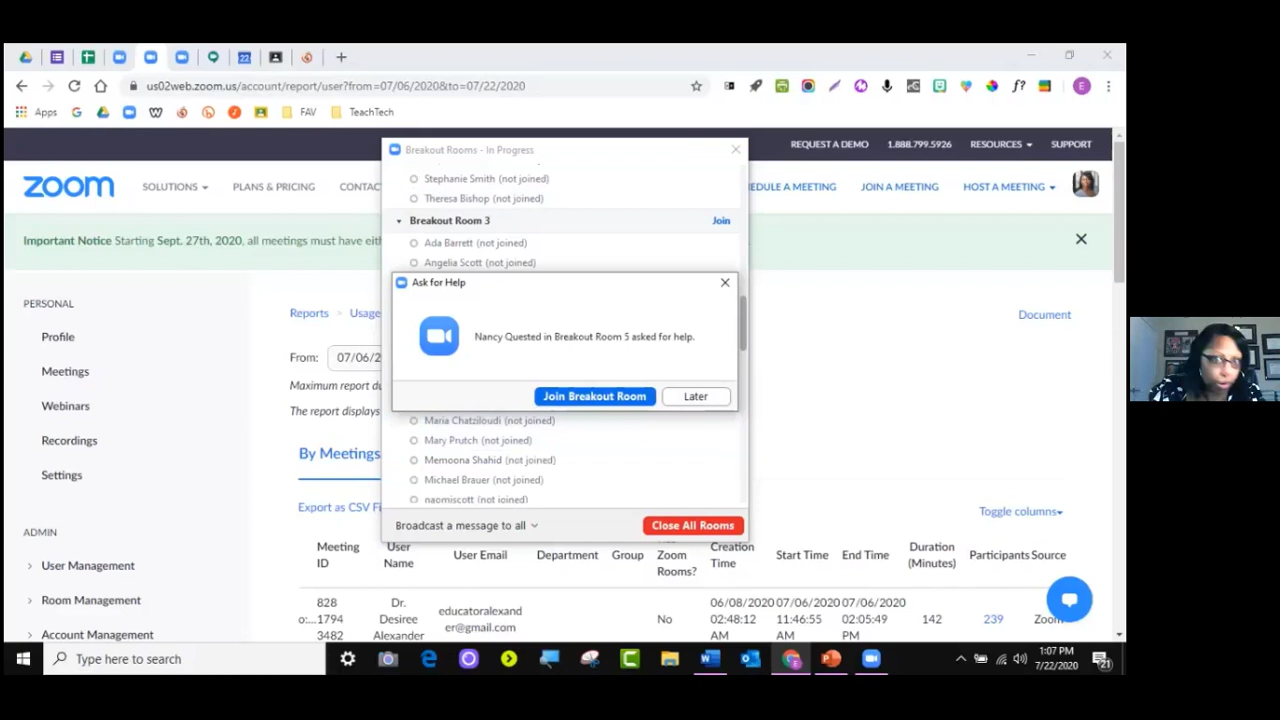 us02web.zoom.us/account/report/user?from=07/06/2020&to=07/22/2020
Apps
FAV
TeachTech
REQUEST A DEMO 1.888.799.5926 RESOURCES SUPPORT
zoom
SOLUTIONS PLANS & PRICING CONTAC
EDULE A MEETING JOIN A MEETING HOST A MEETING
Important Notice Starting Sept. 27th, 2020, all meetings must have eith
Breakout Rooms - In Progress
Stephanie Smith (not joined)
Theresa Bishop (not joined)
Breakout Room 3 Join
Ada Barrett (not joined)
Angelia Scott (not joined)
Ask for Help
Nancy Quested in Breakout Room 5 asked for help.
Join Breakout Room Later
Maria Chatziloudi (not joined)
Mary Prutch (not joined)
Memoona Shahid (not joined)
Michael Brauer (not joined)
naomiscott (not joined)
Broadcast a message to all Close All Rooms
PERSONAL
Profile
Meetings
Webinars
Recordings
Settings
ADMIN
User Management
Room Management
Account Management
Reports > Usage
Document
From: 07/06/2
Maximum report du
The report displays
By Meetings
Export as CSV Fi
Toggle columns
Meeting ID
User Name
User Email
Department
Group
Zoom Rooms?
Creation Time
Start Time
End Time
Duration (Minutes)
Participants
Source
828
1794
3482
Dr.
Desiree
Alexander
educatoralexand
er@gmail.com
No
06/08/2020
02:48:12
AM
07/06/2020
11:46:55
AM
07/06/2020
02:05:49
PM
142
239
Zoom
Type here to search
1:07 PM
7/22/2020
21